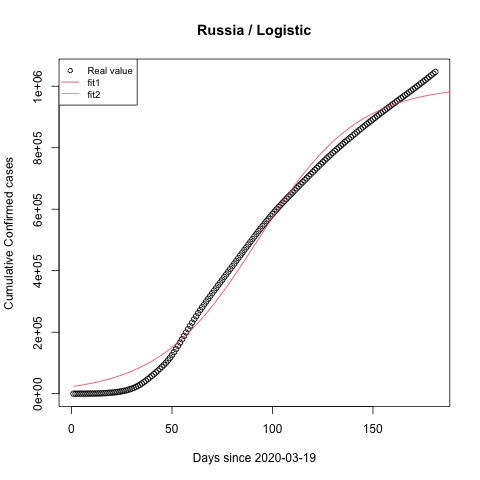 Russia / Logistic
Real value
fit1
fit2
Cumulative Confirmed cases
0e+00
2e+05
4e+05
6e+05
8e+05
1e+06
0
50
100
150
Days since 2020-03-19